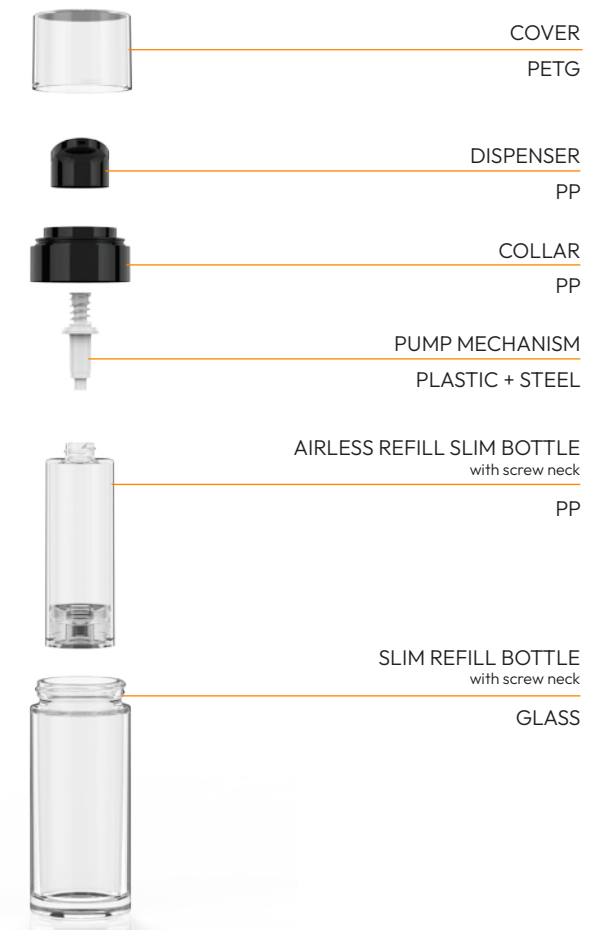 COVER
PETG
DISPENSER
PP
COLLAR
PP
PUMP MECHANISM
PLASTIC + STEEL
AIRLESS REFILL SLIM BOTTLE
with screw neck
PP
SLIM REFILL BOTTLE
with screw neck
GLASS